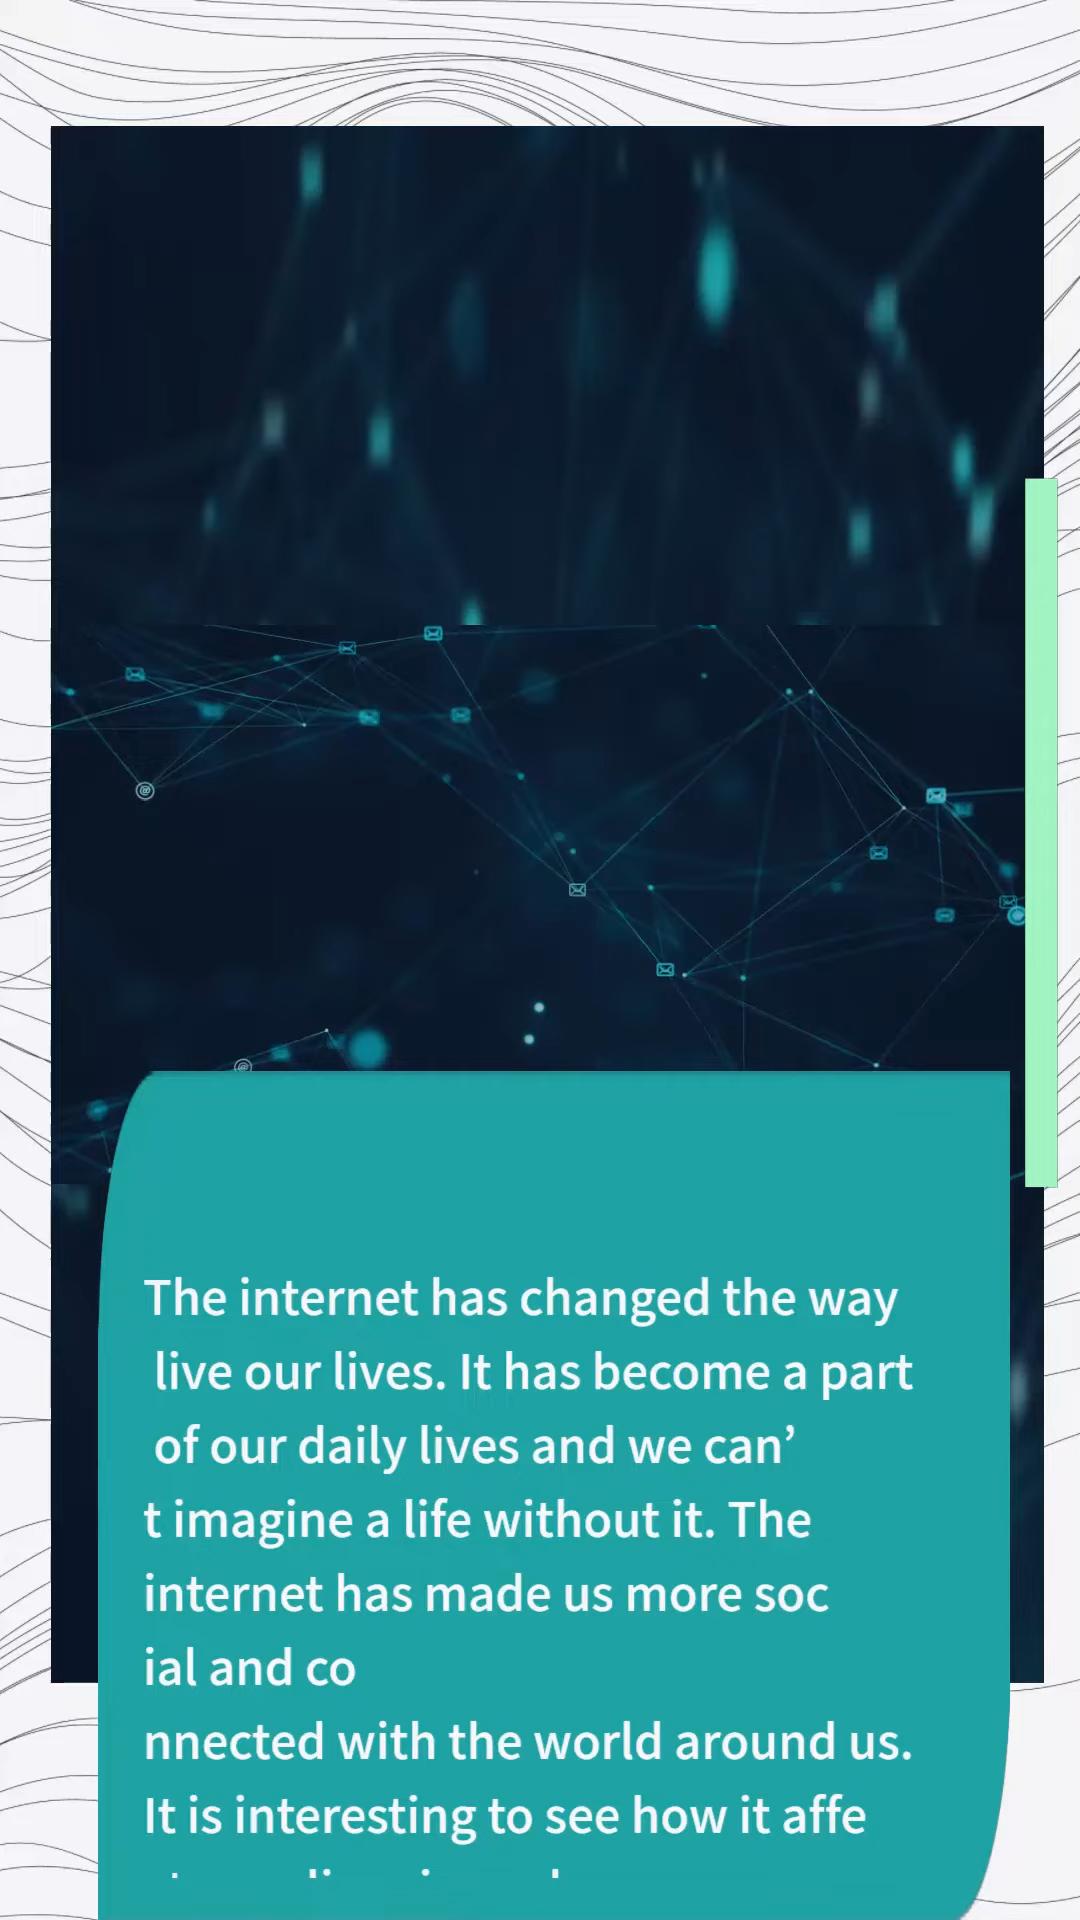 The internet has changed the way
live our lives. It has become a part
of our daily lives and we can’
t imagine a life without it. The
internet has made us more soc
ial and co
nnected with the world around us.
It is interesting to see how it affe